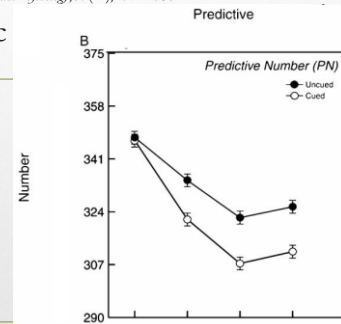 Predictive
B
375
Predictive Number (PN)
Uncued
Cued
358
341
Number
324
307
290